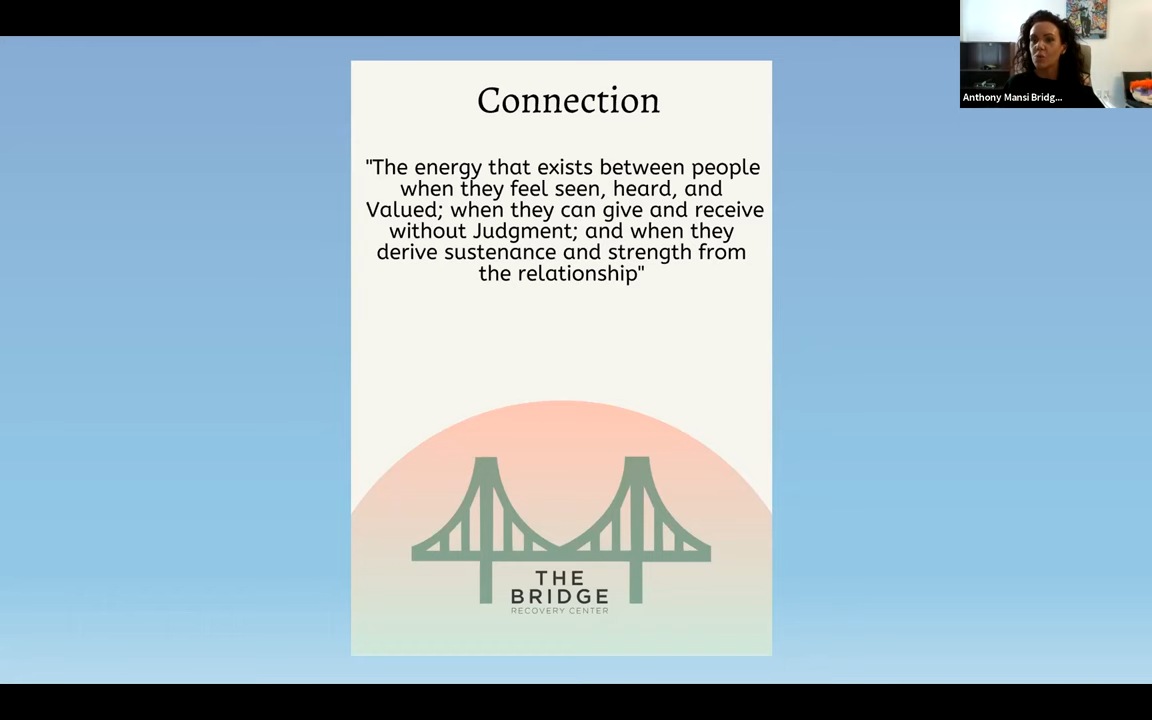 Connection
"The energy that exists between people
when they feel seen, heard, and
Valued; when they can give and receive
without Judgment; and when they
derive sustenance and strength from
the relationship"
THE
BRIDGE
RECOVERY CENTER
Anthony Mansi Bridg...